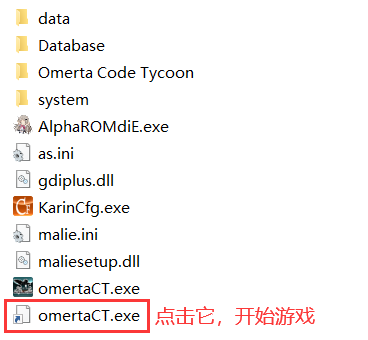 data
Database
Omerta Code Tycoon
system
AlphaROMdiE.exe
as.ini
gdiplus.dll
KarinCfg.exe
malie.ini
maliesetup.dll
omertaCT.exe
omertaCT.exe 点击它，开始游戏